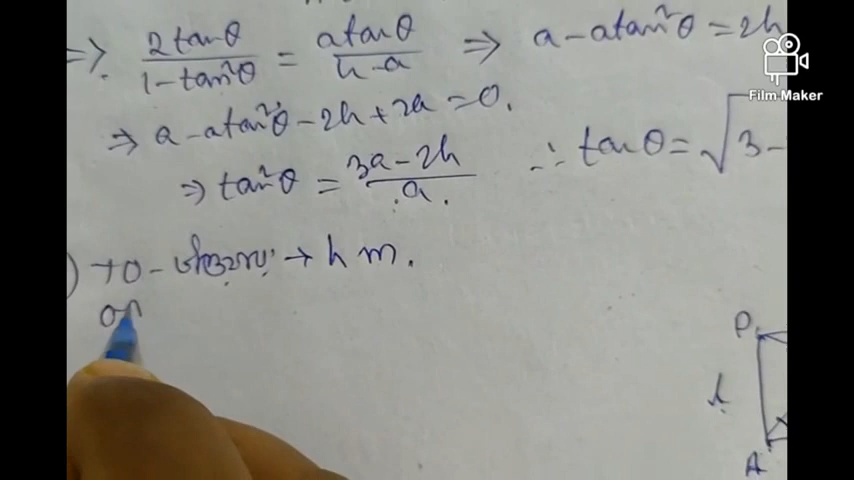 ⇒ 2tanθ/(1-tan²θ) = atanθ/(h-a) ⇒ a-atan²θ = 2h
⇒ a-atan²θ-2h+2a = 0.
⇒ tan²θ = (3a-2h)/a. ∴ tanθ = √3-
→ h m.
P
h
A
Film Maker